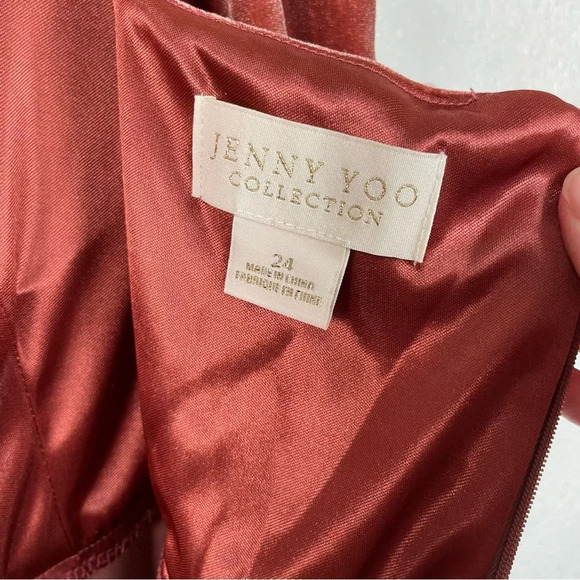 JENNY YOO
COLLECTION
24
MADE IN CHINA
FABRIQUÉ EN CHINE